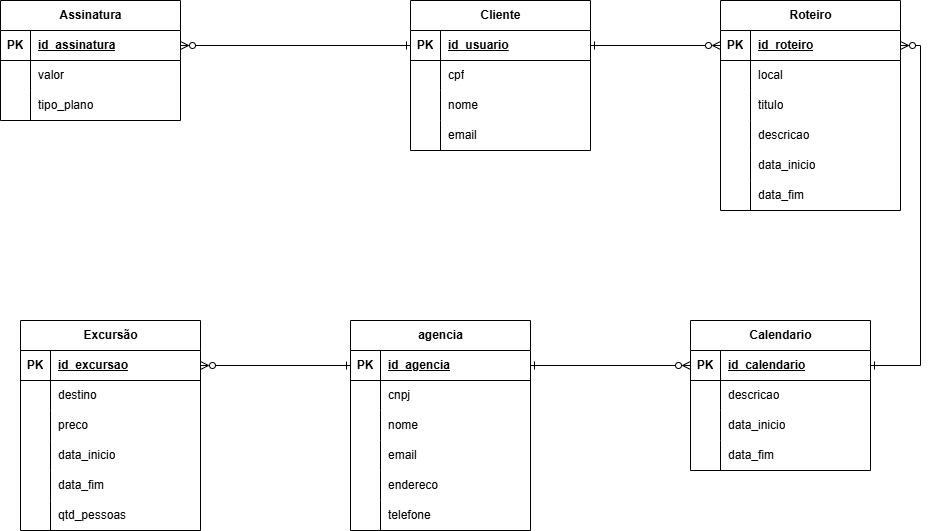 Assinatura
PK id_assinatura
valor
tipo_plano
Cliente
PK id_usuario
cpf
nome
email
Roteiro
PK id_roteiro
local
titulo
descricao
data_inicio
data_fim
Excursão
PK id_excursao
destino
preco
data_inicio
data_fim
qtd_pessoas
agencia
PK id_agencia
cnpj
nome
email
endereco
telefone
Calendario
PK id_calendario
descricao
data_inicio
data_fim